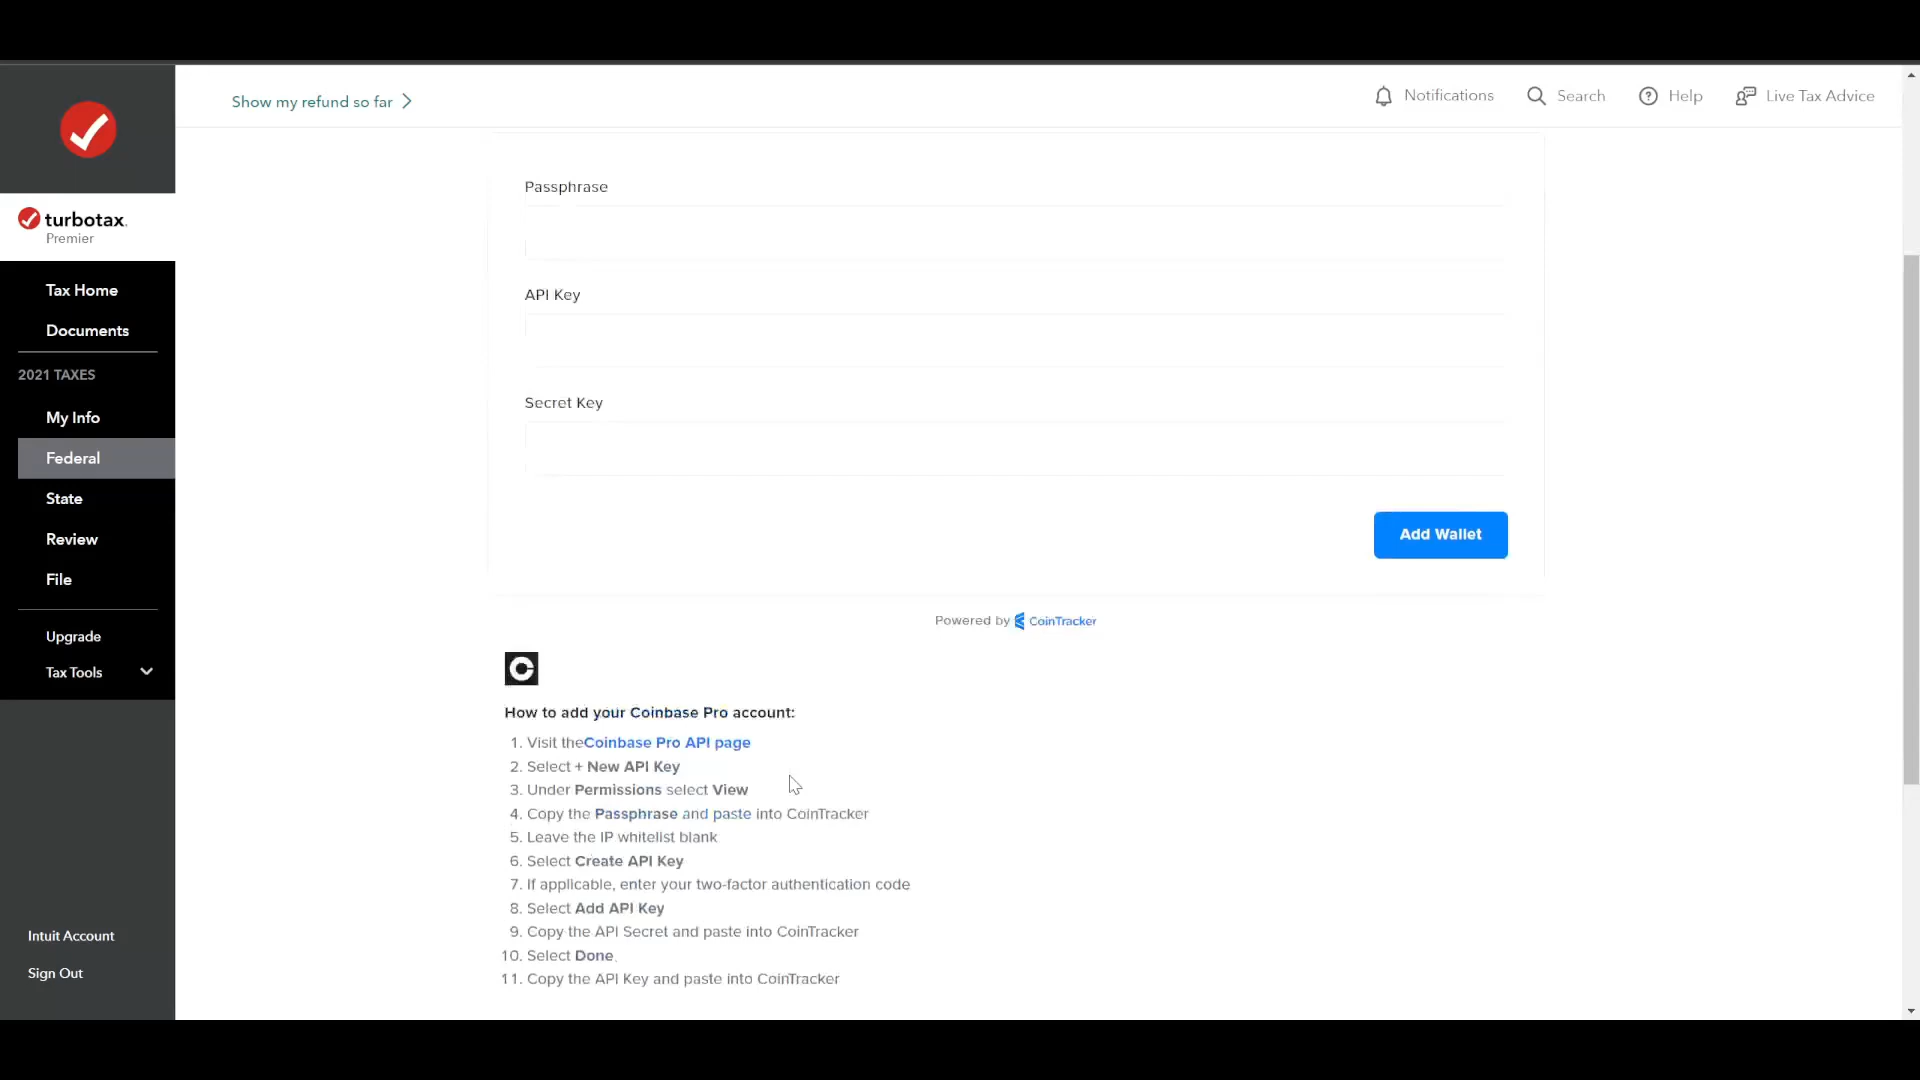 Show my refund so far
Notifications
Search
Help
Live Tax Advice
turbotax.
Premier
Tax Home
Documents
2021 TAXES
My Info
Federal
State
Review
File
Upgrade
Tax Tools
Intuit Account
Sign Out
Passphrase
API Key
Secret Key
Add Wallet
Powered by CoinTracker
How to add your Coinbase Pro account:
1. Visit theCoinbase Pro API page
2. Select + New API Key
3. Under Permissions select View
4. Copy the Passphrase and paste into CoinTracker
5. Leave the IP whitelist blank
6. Select Create API Key
7. If applicable, enter your two-factor authentication code
8. Select Add API Key
9. Copy the API Secret and paste into CoinTracker
10. Select Done.
11. Copy the API Key and paste into CoinTracker